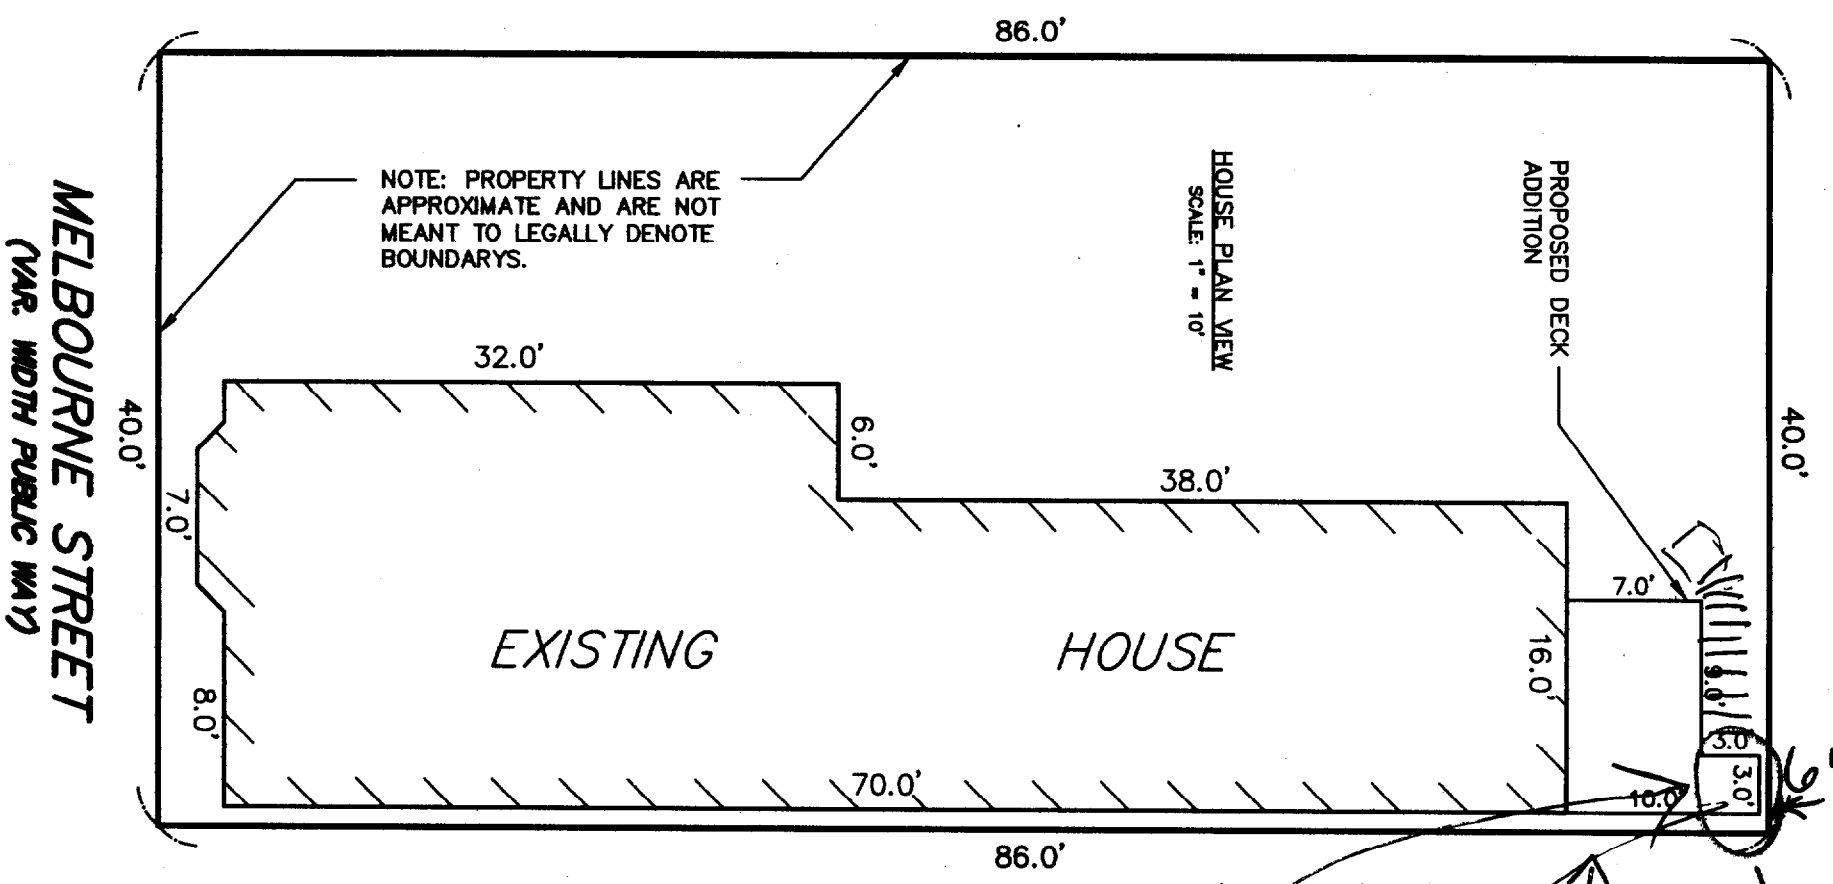 86.0'
NOTE: PROPERTY LINES ARE
APPROXIMATE AND ARE NOT
MEANT TO LEGALLY DENOTE
BOUNDARYS.
HOUSE PLAN VIEW
SCALE: 1" = 10'
PROPOSED DECK
ADDITION
MELBOURNE STREET
(VAR. WIDTH PUBLIC WAY)
40.0'
40.0'
32.0'
6.0'
38.0'
7.0'
7.0'
EXISTING HOUSE
16.0'
9.0'
8.0'
3.0'
3.0'
70.0'
10.0'
86.0'